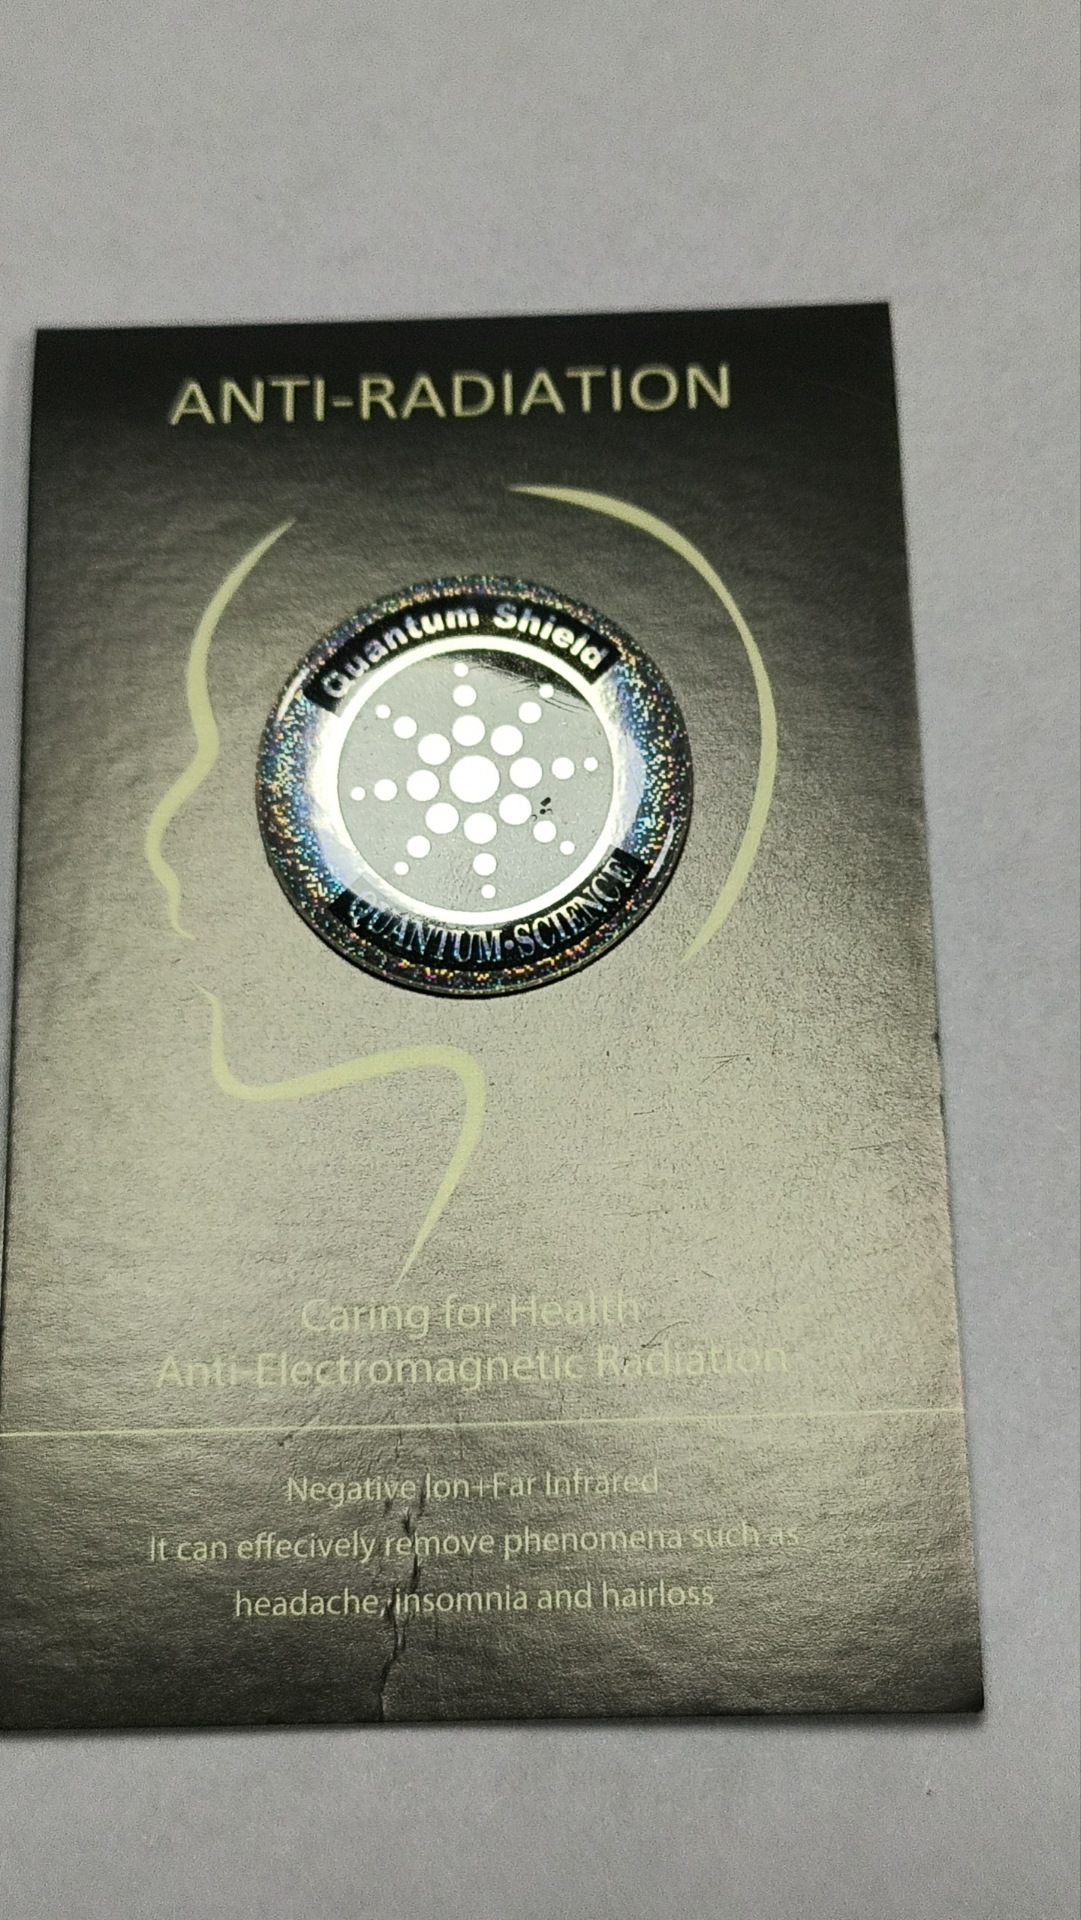 ANTI-RADIATION
Quantum Shield
QUANTUM·SCIENCE
Caring for Health
Anti-Electromagnetic Radiation
Negative Ion+Far Infrared
It can effecively remove phenomena such as
headache, insomnia and hairloss